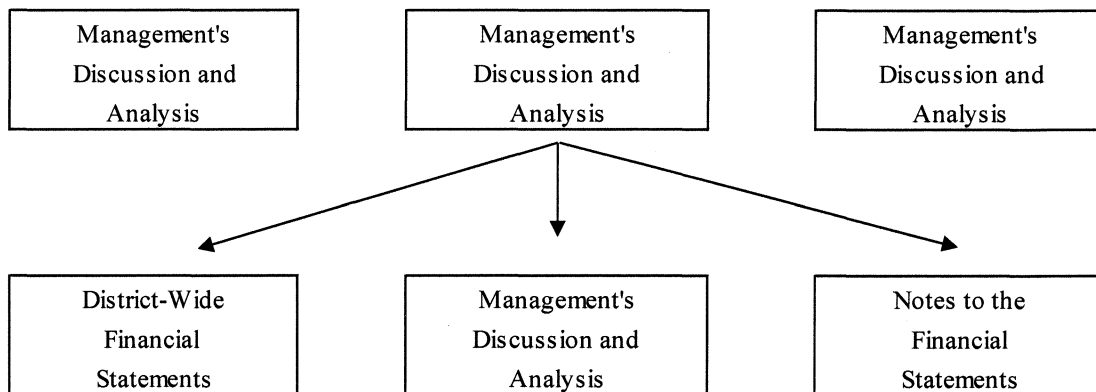 Management's
Discussion and
Analysis
Management's
Discussion and
Analysis
Management's
Discussion and
Analysis
District-Wide
Financial
Statements
Management's
Discussion and
Analysis
Notes to the
Financial
Statements